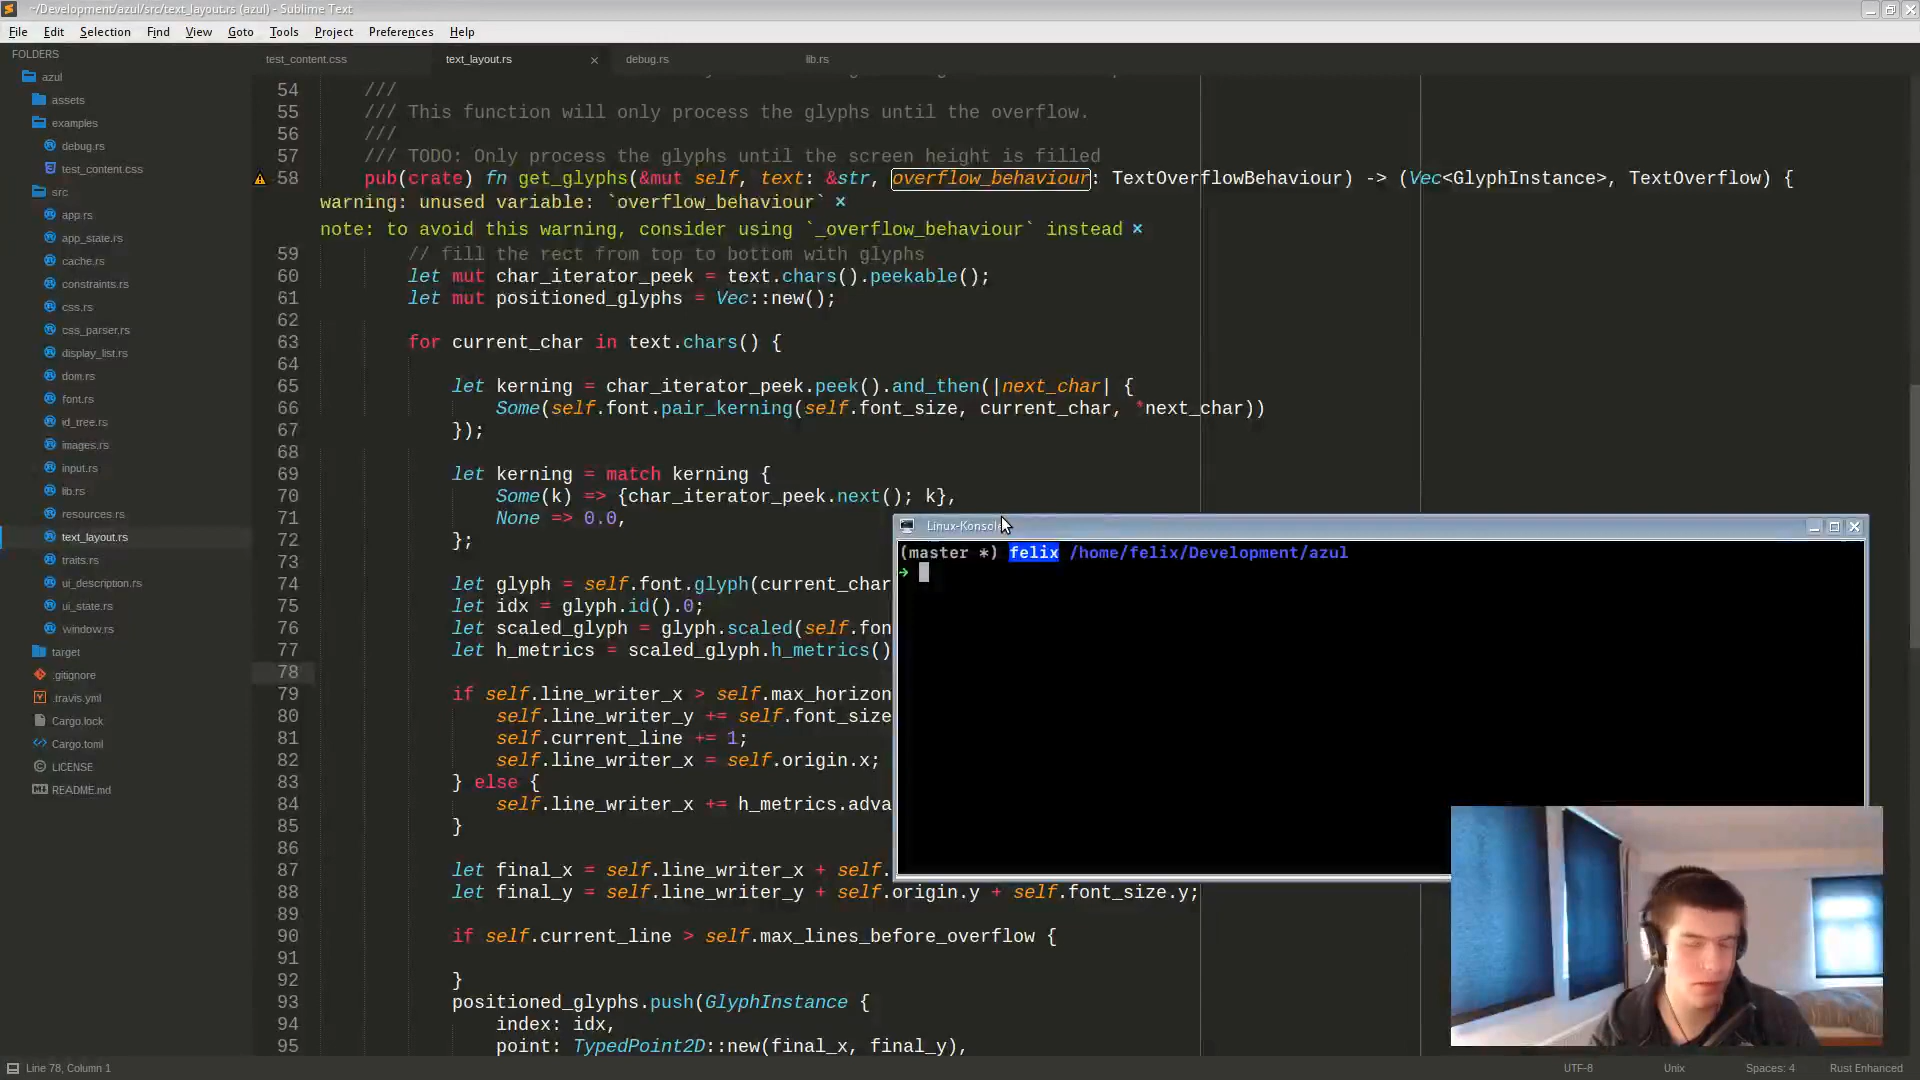 ~/Development/azul/src/text_layout.rs (azul) - Sublime Text
File Edit Selection Find View Goto Tools Project Preferences Help
FOLDERS
azul
assets
examples
debug.rs
test_content.css
src
app.rs
app_state.rs
cache.rs
constraints.rs
css.rs
css_parser.rs
display_list.rs
dom.rs
font.rs
id_tree.rs
images.rs
input.rs
lib.rs
resources.rs
text_layout.rs
traits.rs
ui_description.rs
ui_state.rs
window.rs
target
.gitignore
.travis.yml
Cargo.lock
Cargo.toml
LICENSE
README.md
test_content.css text_layout.rs × debug.rs lib.rs
54 ///
55 /// This function will only process the glyphs until the overflow.
56 ///
57 /// TODO: Only process the glyphs until the screen height is filled
58 pub(crate) fn get_glyphs(&mut self, text: &str, overflow_behaviour: TextOverflowBehaviour) -> (Vec<GlyphInstance>, TextOverflow) {
warning: unused variable: `overflow_behaviour` ×
note: to avoid this warning, consider using `_overflow_behaviour` instead ×
59 // fill the rect from top to bottom with glyphs
60 let mut char_iterator_peek = text.chars().peekable();
61 let mut positioned_glyphs = Vec::new();
62
63 for current_char in text.chars() {
64
65 let kerning = char_iterator_peek.peek().and_then(|next_char| {
66 Some(self.font.pair_kerning(self.font_size, current_char, *next_char))
67 });
68
69 let kerning = match kerning {
70 Some(k) => {char_iterator_peek.next(); k},
71 None => 0.0,
72 };
73
74 let glyph = self.font.glyph(current_char
75 let idx = glyph.id().0;
76 let scaled_glyph = glyph.scaled(self.fon
77 let h_metrics = scaled_glyph.h_metrics()
78
79 if self.line_writer_x > self.max_horizon
80 self.line_writer_y += self.font_size
81 self.current_line += 1;
82 self.line_writer_x = self.origin.x;
83 } else {
84 self.line_writer_x += h_metrics.adva
85 }
86
87 let final_x = self.line_writer_x + self.
88 let final_y = self.line_writer_y + self.origin.y + self.font_size.y;
89
90 if self.current_line > self.max_lines_before_overflow {
91
92 }
93 positioned_glyphs.push(GlyphInstance {
94 index: idx,
95 point: TypedPoint2D::new(final_x, final_y),
Linux-Konsole
(master *) felix /home/felix/Development/azul
→
Line 78, Column 1
UTF-8 Unix Spaces: 4 Rust Enhanced